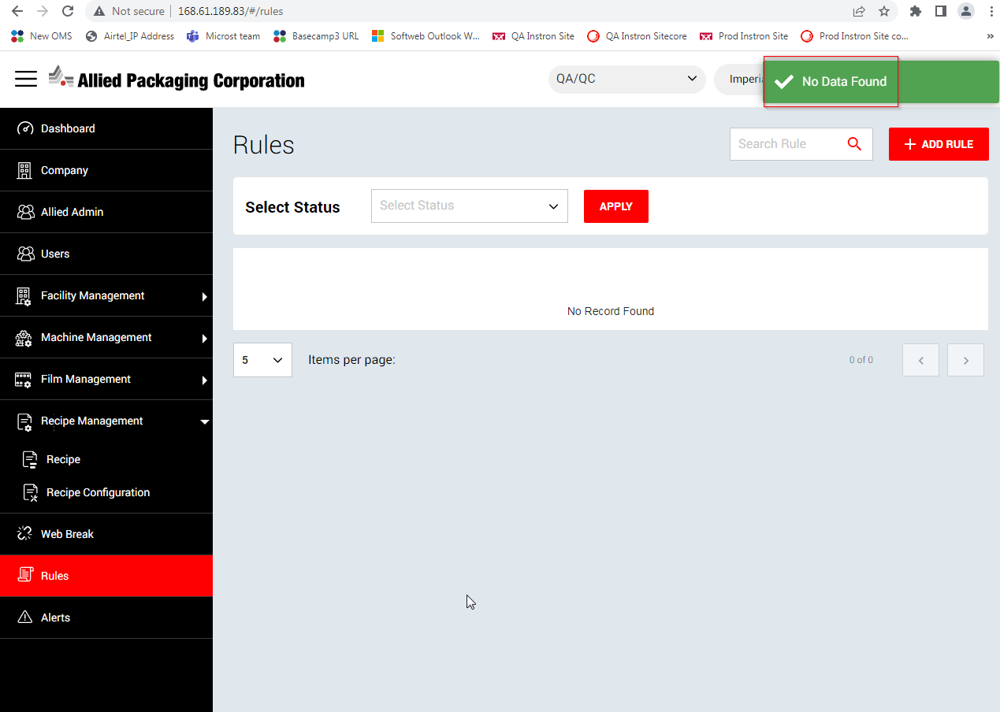 Not secure 168.61.189.83/#/rules
New OMS Airtel_IP Address Microst team Basecamp3 URL Softweb Outlook W... QA Instron Site QA Instron Sitecore Prod Instron Site Prod Instron Site co... »
Allied Packaging Corporation
QA/QC
No Data Found
Dashboard
Company
Allied Admin
Users
Facility Management
Machine Management
Film Management
Recipe Management
Recipe
Recipe Configuration
Web Break
Rules
Alerts
Rules
Search Rule
ADD RULE
Select Status
Select Status
APPLY
No Record Found
5
Items per page:
0 of 0